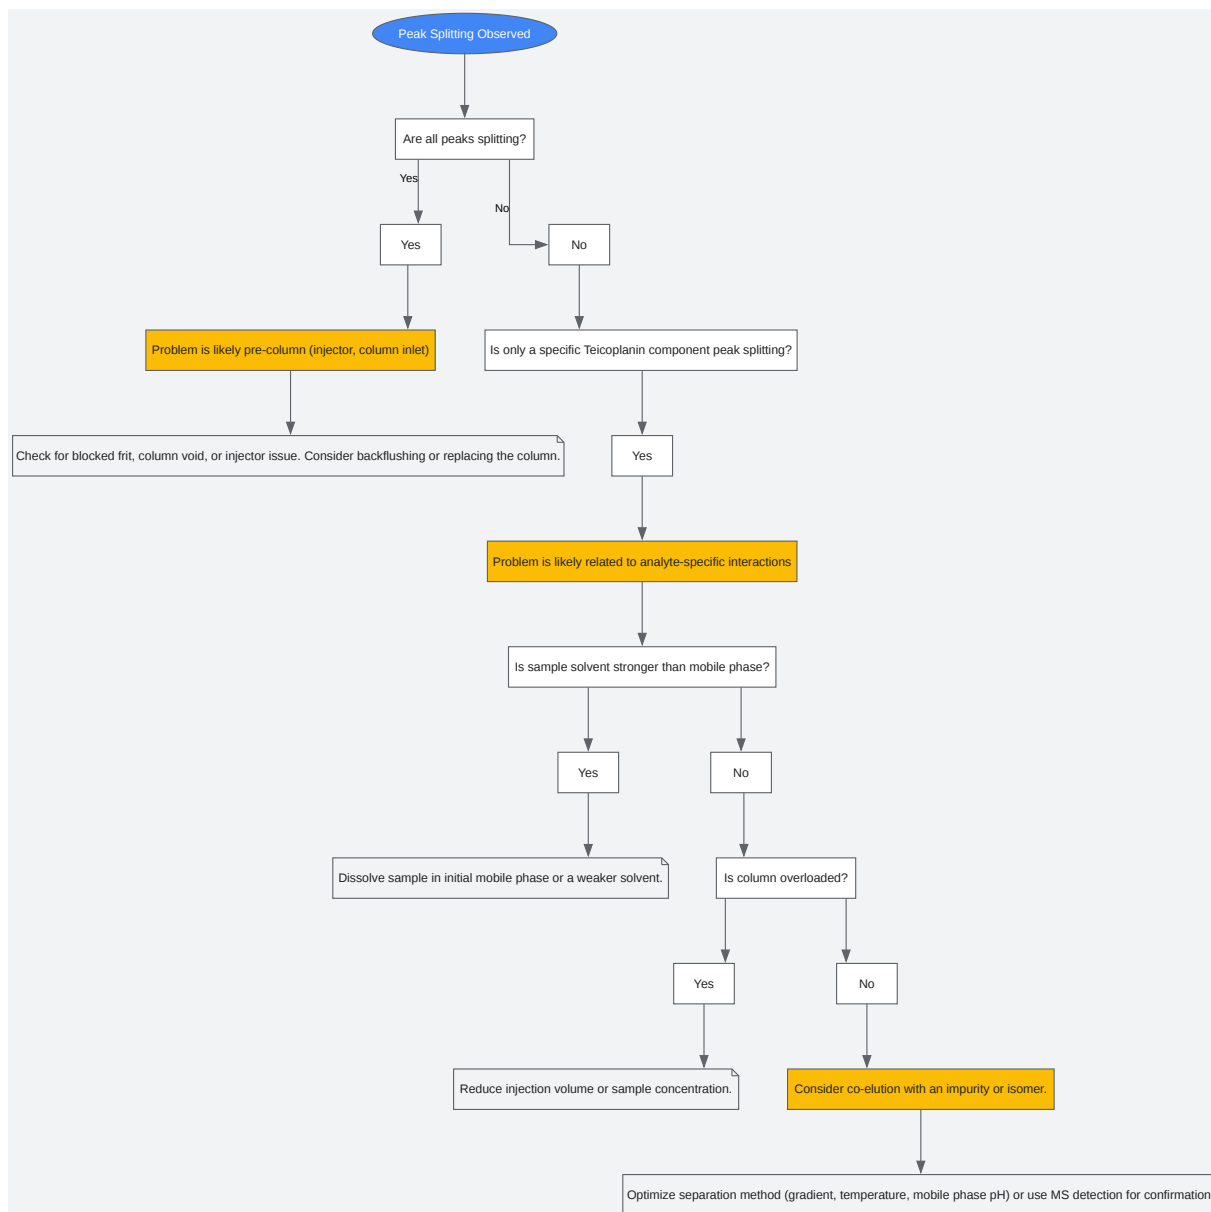 Peak Splitting Observed
Are all peaks splitting?
Yes
No
Yes
No
Problem is likely pre-column (injector, column inlet)
Is only a specific Teicoplanin component peak splitting?
Check for blocked frit, column void, or injector issue. Consider backflushing or replacing the column.
Yes
Problem is likely related to analyte-specific interactions
Is sample solvent stronger than mobile phase?
Yes
No
Dissolve sample in initial mobile phase or a weaker solvent.
Is column overloaded?
Yes
No
Reduce injection volume or sample concentration.
Consider co-elution with an impurity or isomer.
Optimize separation method (gradient, temperature, mobile phase pH) or use MS detection for confirmation